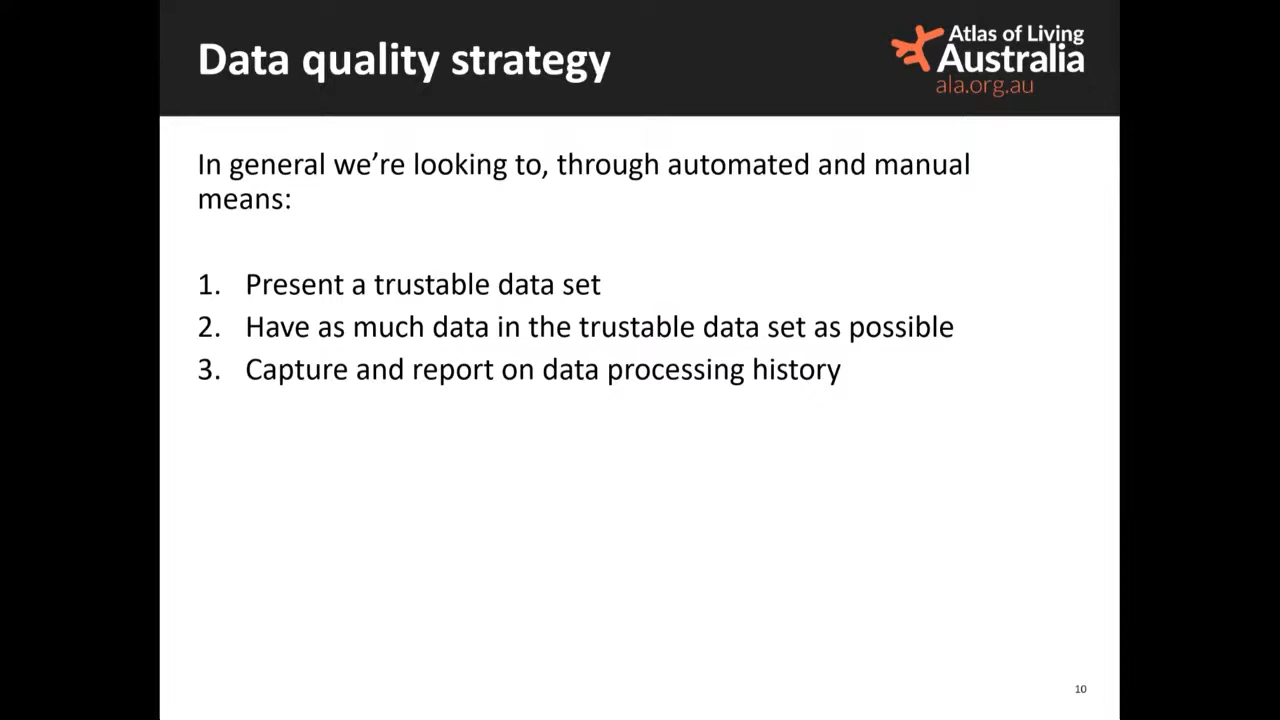 Data quality strategy
Atlas of Living
Australia
ala.org.au
In general we're looking to, through automated and manual
means:
1. Present a trustable data set
2. Have as much data in the trustable data set as possible
3. Capture and report on data processing history
10